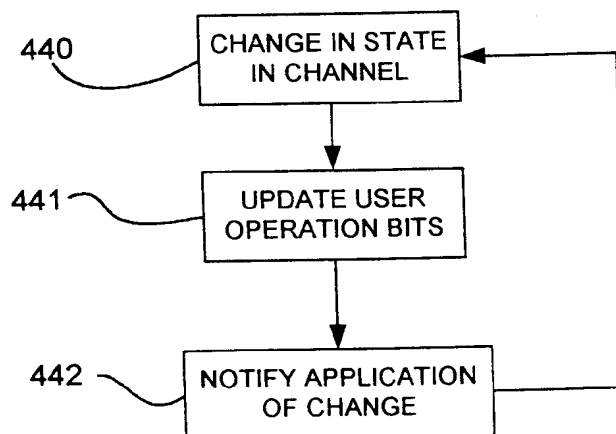 440
CHANGE IN STATE
IN CHANNEL
441
UPDATE USER
OPERATION BITS
442
NOTIFY APPLICATION
OF CHANGE